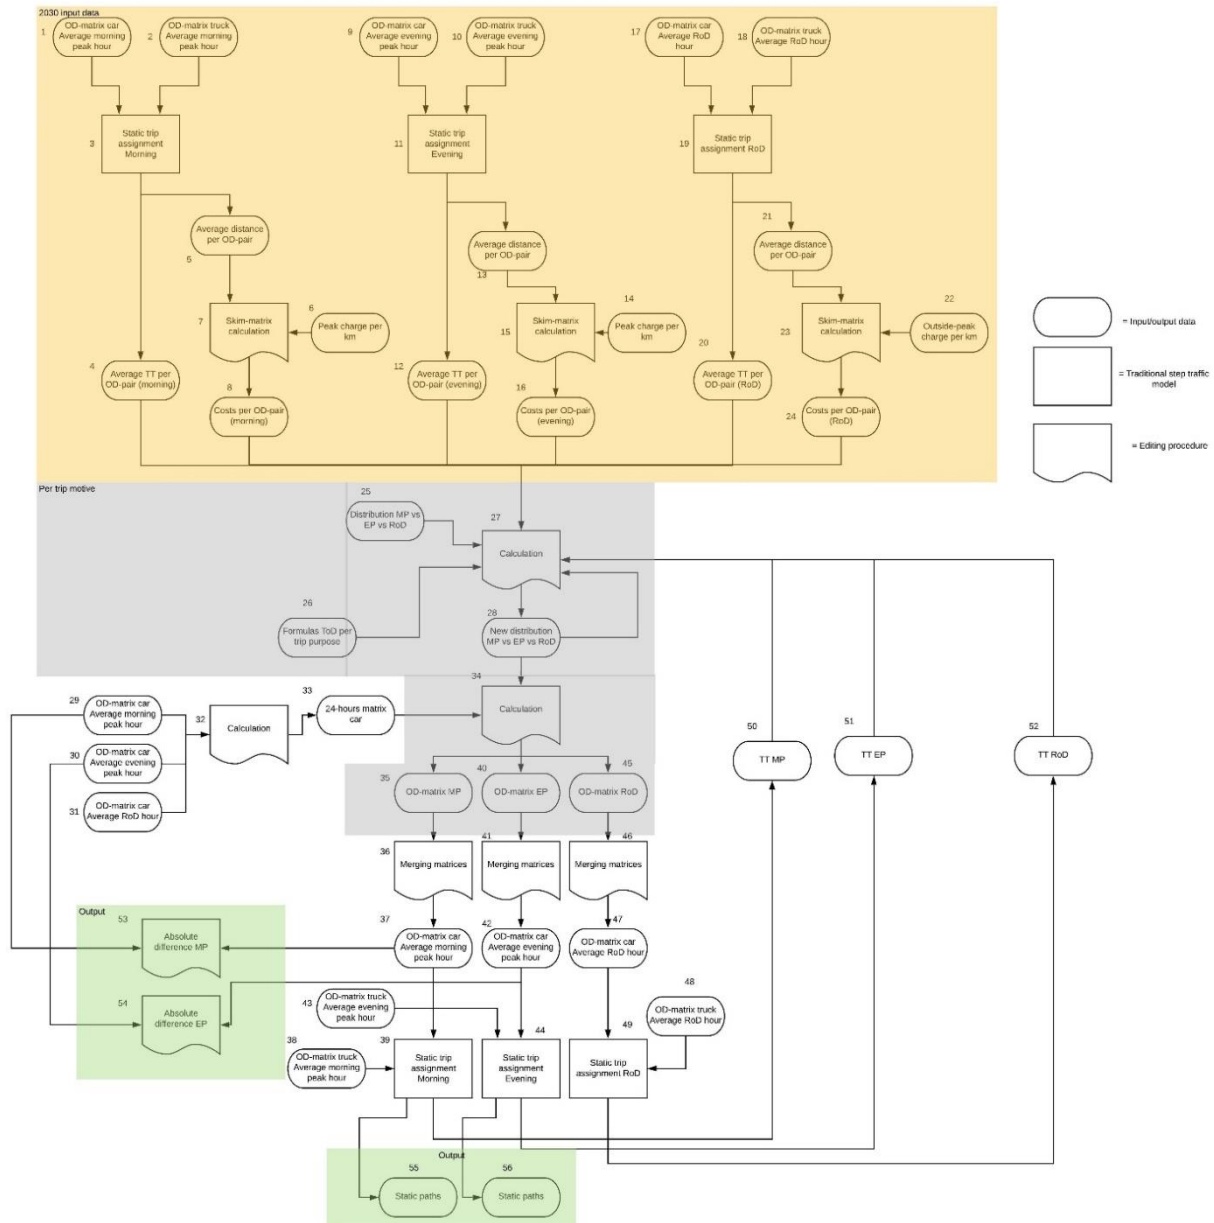 2030 input data
1
OD-matrix car
Average morning
peak hour
2
OD-matrix truck
Average morning
peak hour
9
OD-matrix car
Average evening
peak hour
10
OD-matrix truck
Average evening
peak hour
17
OD-matrix car
Average RoD
hour
18
OD-matrix truck
Average RoD hour
3
Static trip
assignment
Morning
11
Static trip
assignment
Evening
19
Static trip
assignment RoD
Average distance
per OD-pair
5
Average distance
per OD-pair
13
21
Average distance
per OD-pair
7
Skim-matrix
calculation
6
Peak charge per
km
15
Skim-matrix
calculation
14
Peak charge per
km
23
Skim-matrix
calculation
22
Outside-peak
charge per km
4
Average TT per
OD-pair (morning)
8
Costs per OD-pair
(morning)
12
Average TT per
OD-pair (evening)
16
Costs per OD-pair
(evening)
20
Average TT per
OD-pair (RoD)
24
Costs per OD-pair
(RoD)
= Input/output data
= Traditional step traffic
model
= Editing procedure
Per trip motive
25
Distribution MP vs
EP vs RoD
27
Calculation
26
Formulas ToD per
trip purpose
28
New distribution
MP vs EP vs RoD
34
Calculation
29
OD-matrix car
Average morning
peak hour
30
OD-matrix car
Average evening
peak hour
31
OD-matrix car
Average RoD hour
32
Calculation
33
24-hours matrix
car
35
OD-matrix MP
40
OD-matrix EP
45
OD-matrix RoD
50
TT MP
51
TT EP
52
TT RoD
36
Merging matrices
41
Merging matrices
46
Merging matrices
37
OD-matrix car
Average morning
peak hour
42
OD-matrix car
Average evening
peak hour
47
OD-matrix car
Average RoD hour
Output
53
Absolute
difference MP
54
Absolute
difference EP
43
OD-matrix truck
Average evening
peak hour
48
OD-matrix truck
Average RoD hour
38
OD-matrix truck
Average morning
peak hour
39
Static trip
assignment
Morning
44
Static trip
assignment
Evening
49
Static trip
assignment RoD
Output
55
Static paths
56
Static paths